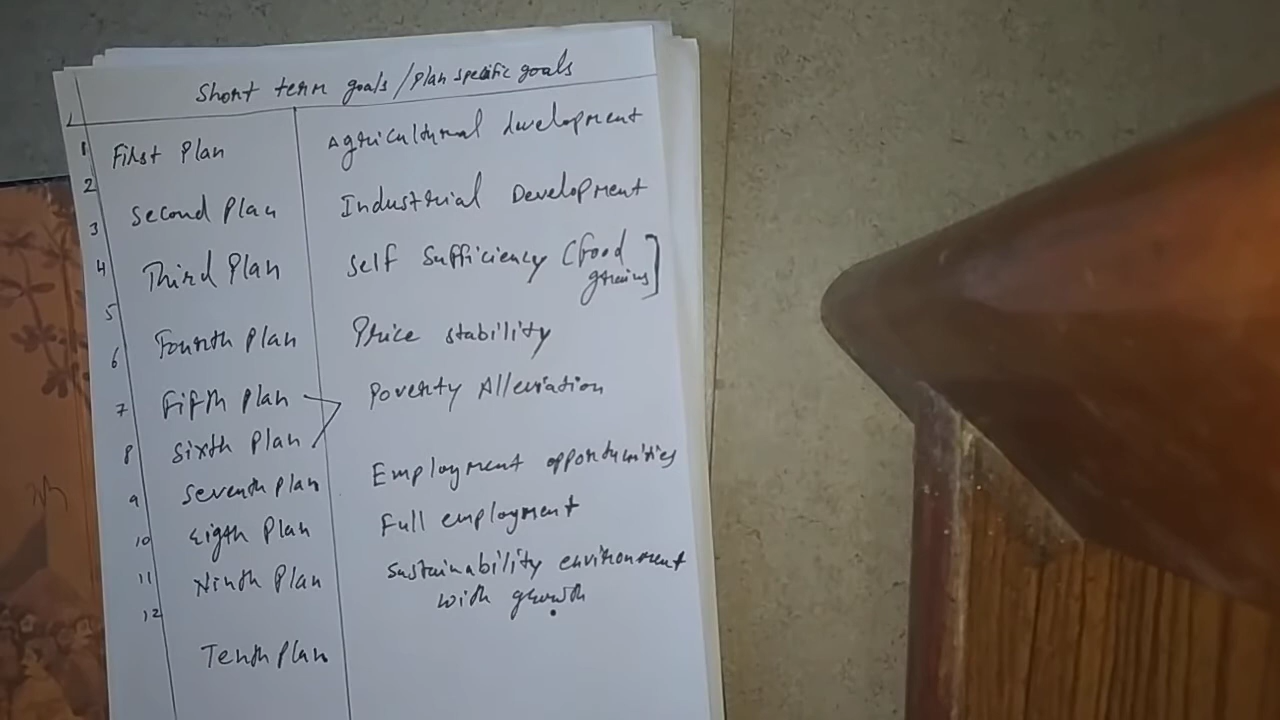 Short term goals/Plan specific goals
1 First Plan Agricultural development
2
Second Plan Industrial Development
3
4 Third Plan Self Sufficiency (food
grains]
5
Fourth Plan Price stability
6
7 Fifth Plan Poverty Alleviation
8 Sixth Plan
9 Seventh Plan Employment opportunities
10 Eigth Plan Full employment
11 Ninth Plan Sustainability environment
with growth
12
Tenth Plan